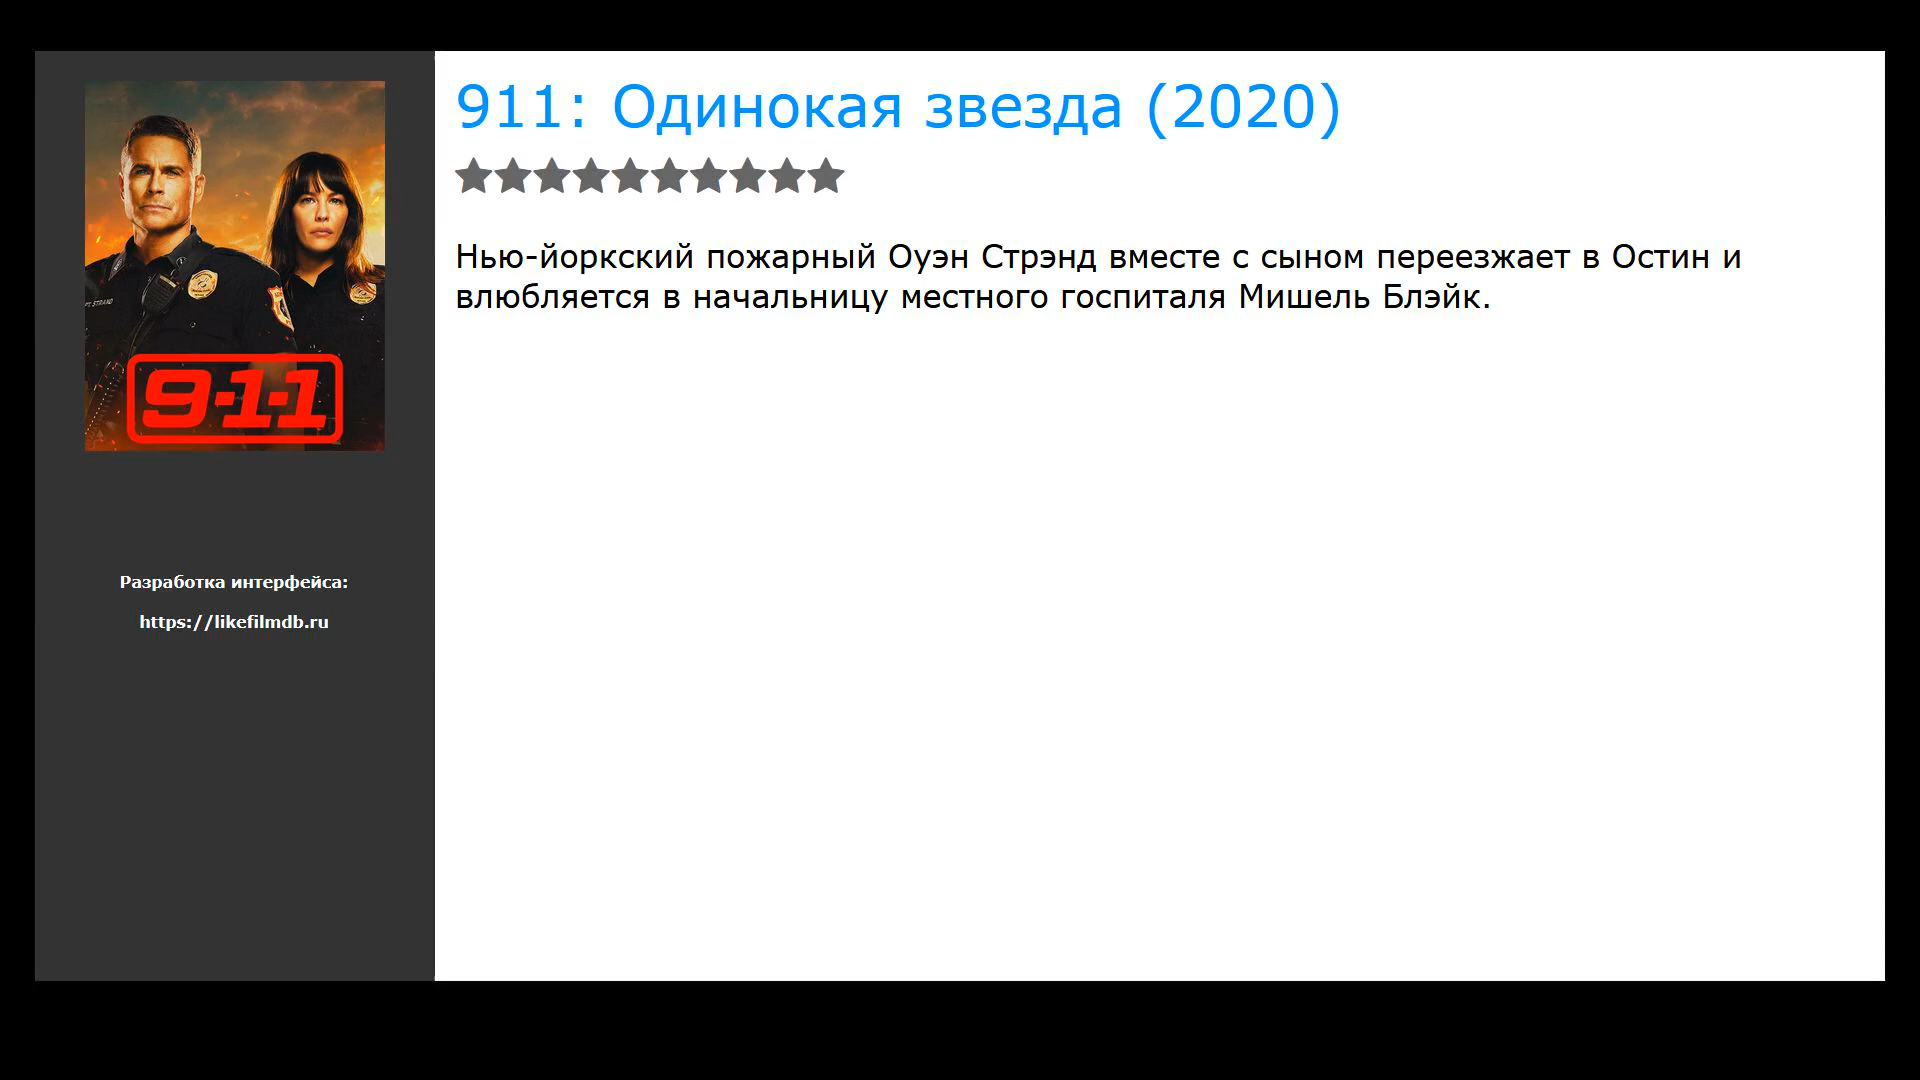 911: Одинокая звезда (2020)
Нью-йоркский пожарный Оуэн Стрэнд вместе с сыном переезжает в Остин и
влюбляется в начальницу местного госпиталя Мишель Блэйк.
STRAND
9-1-1
Разработка интерфейса:
https://likefilmdb.ru